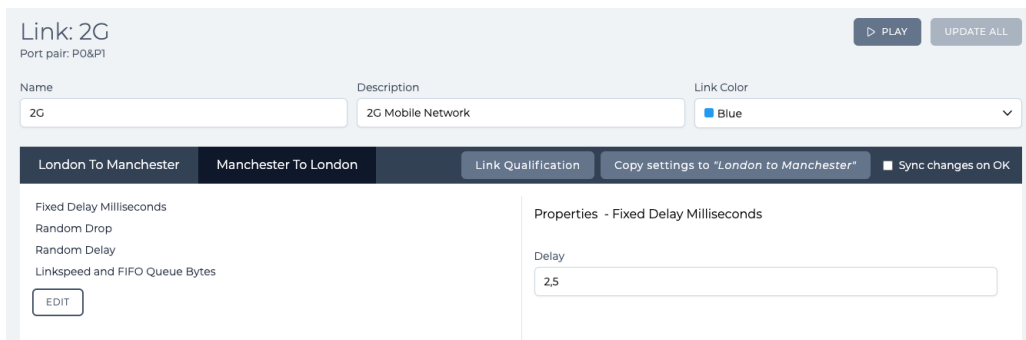 Link: 2G
PLAY
UPDATE ALL
Port pair: P0&P1
Name
Description
Link Color
2G
2G Mobile Network
Blue
London To Manchester
Manchester To London
Link Qualification
Copy settings to "London to Manchester"
Sync changes on OK
Fixed Delay Milliseconds
Random Drop
Random Delay
Linkspeed and FIFO Queue Bytes
EDIT
Properties - Fixed Delay Milliseconds
Delay
2,5